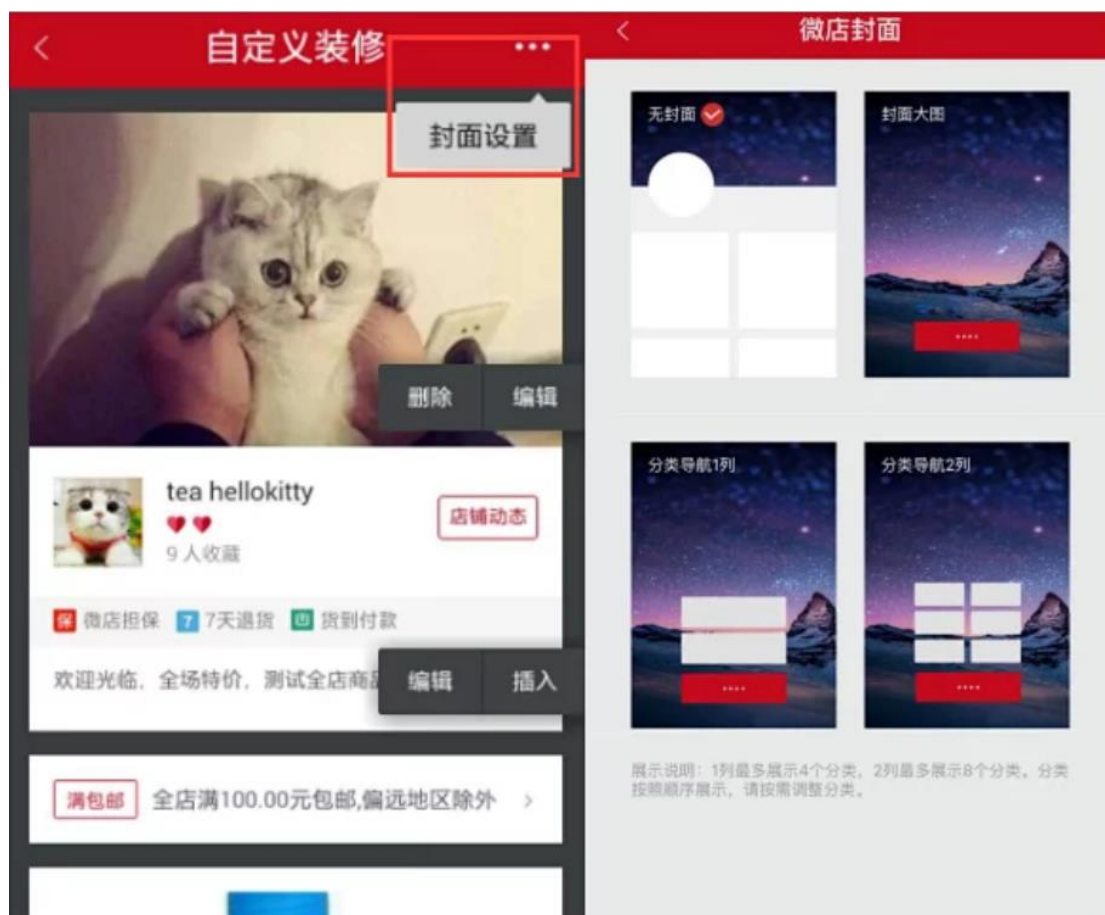 自定义装修
封面设置
删除 编辑
tea hellokitty
店铺动态
9人收藏
保 微店担保 7 7天退货 货到付款
欢迎光临, 全场特价, 测试全店商品
编辑 插入
满包邮 全店满100.00元包邮,偏远地区除外
微店封面
无封面
封面大图
分类导航1列
分类导航2列
展示说明：1列最多展示4个分类，2列最多展示8个分类。分类
按照顺序展示，请按需调整分类。